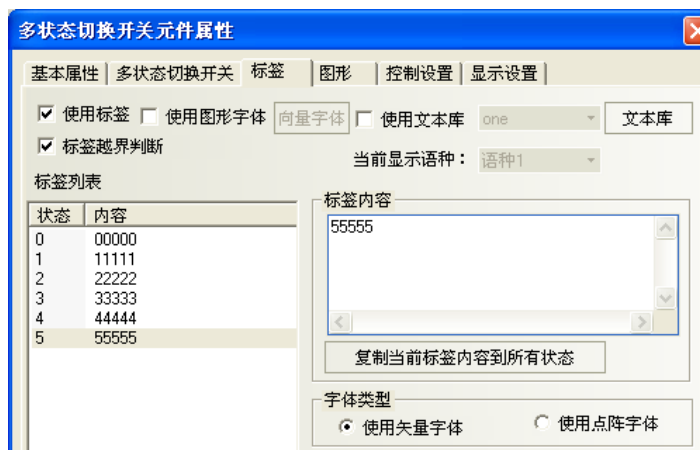 多状态切换开关元件属性
基本属性 多状态切换开关 标签 图形 控制设置 显示设置
使用标签 使用图形字体 向量字体 使用文本库 one 文本库
标签越界判断
当前显示语种： 语种1
标签列表
标签内容
状态 内容
55555
0 00000
1 11111
2 22222
3 33333
4 44444
5 55555
复制当前标签内容到所有状态
字体类型
使用矢量字体 使用点阵字体